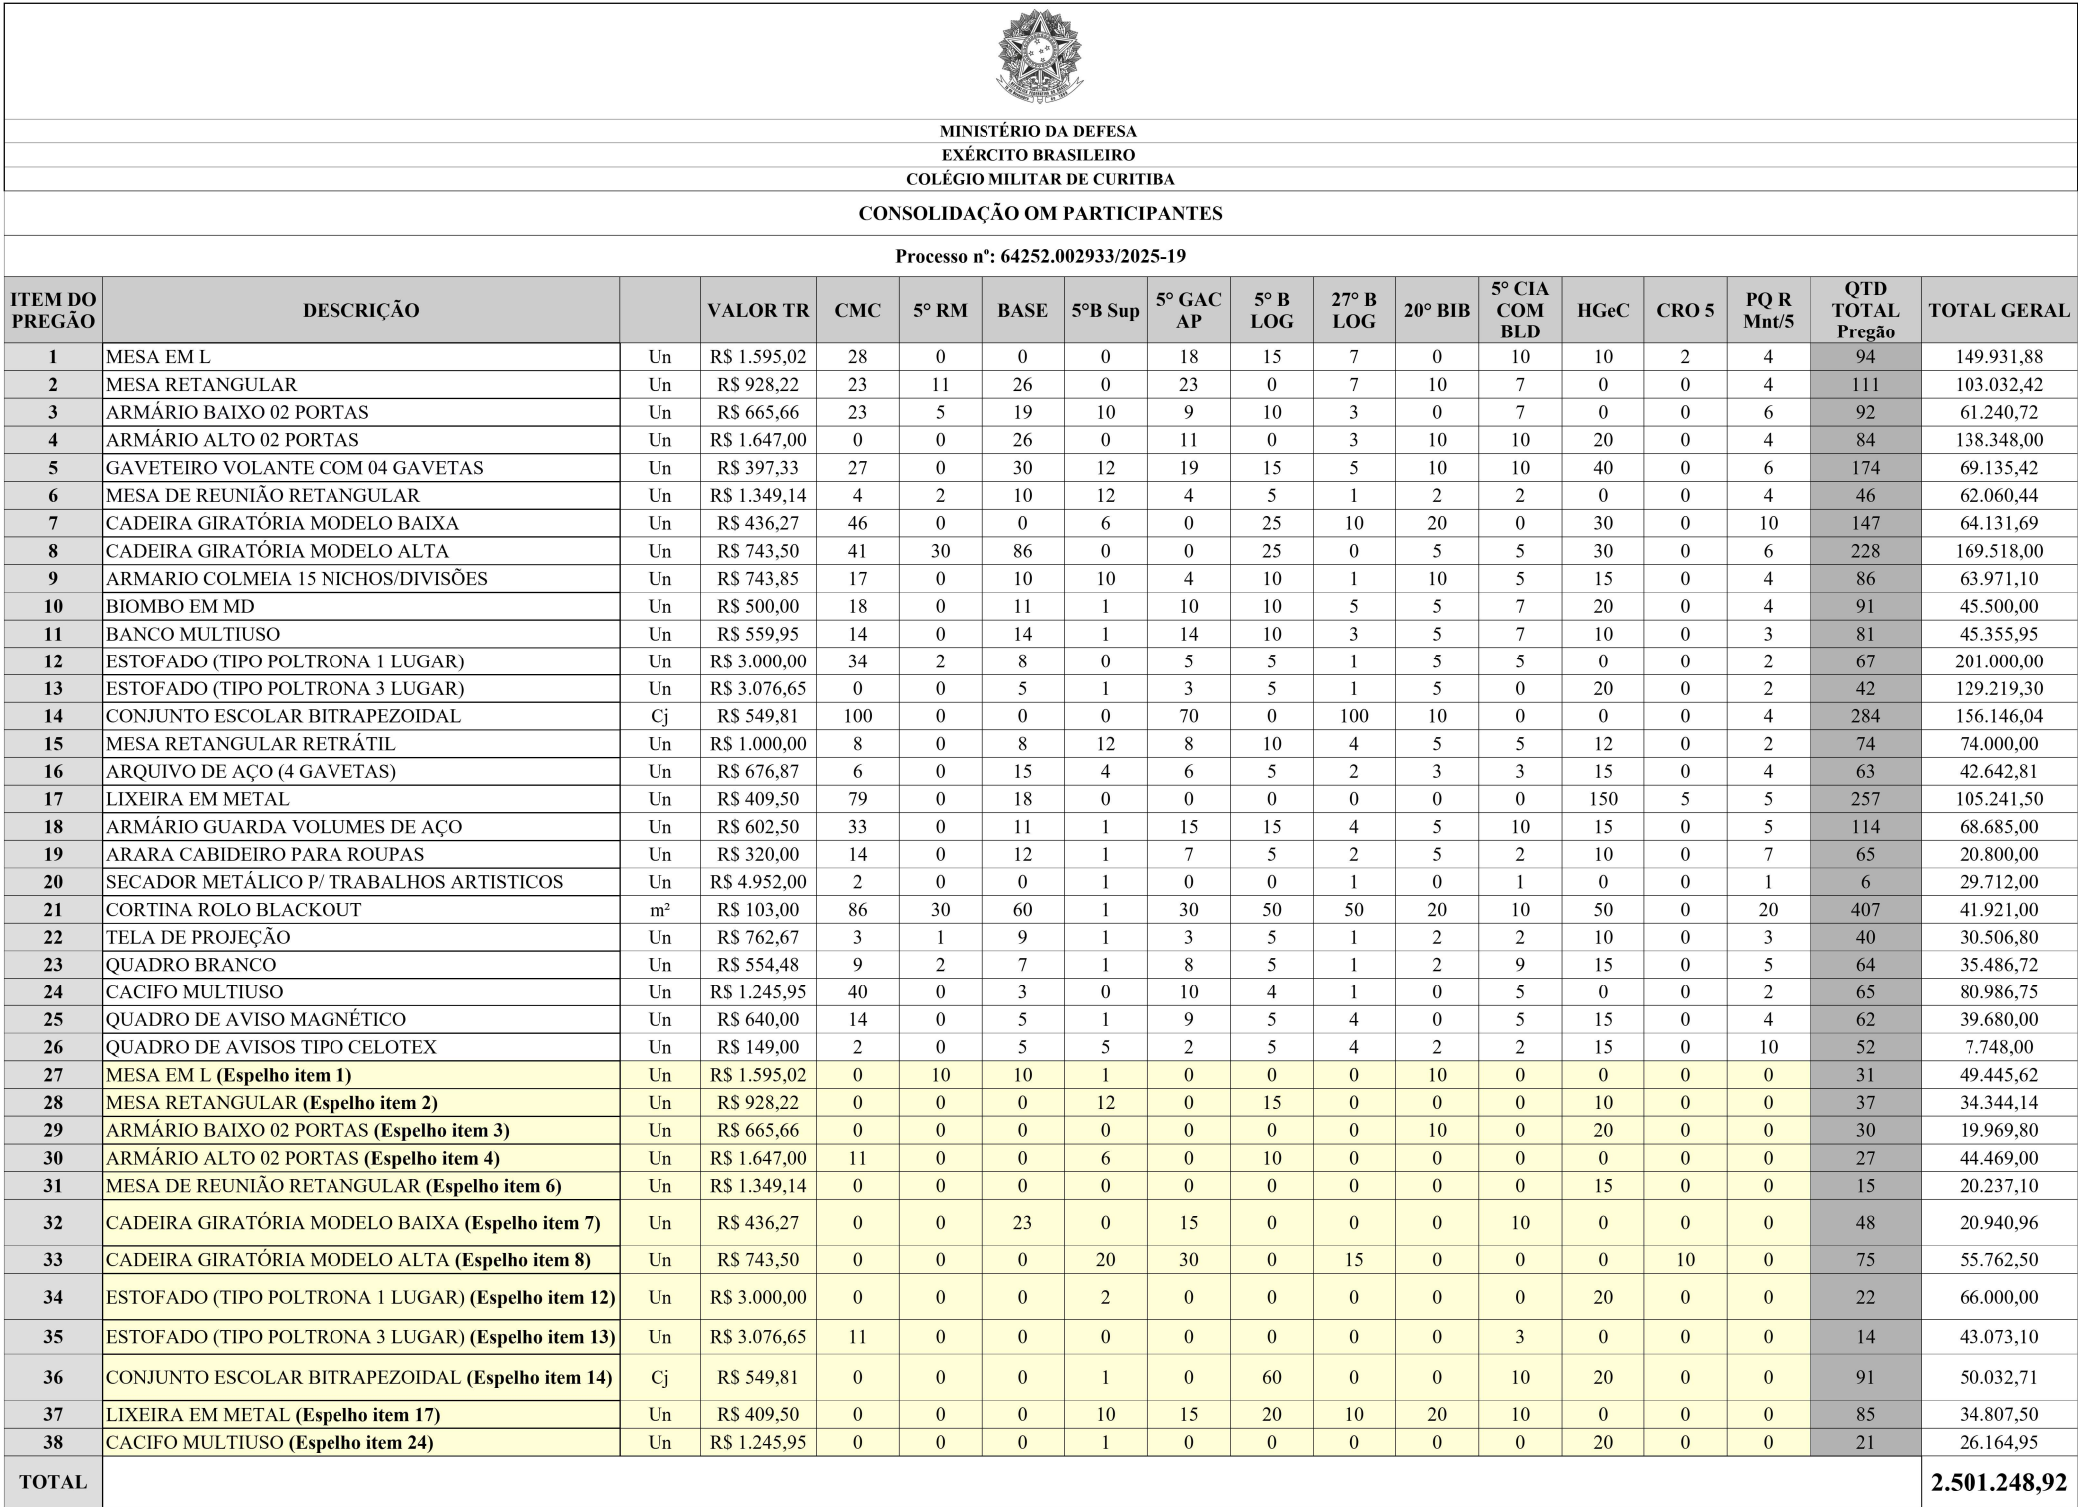 MINISTÉRIO DA DEFESA
EXÉRCITO BRASILEIRO
COLÉGIO MILITAR DE CURITIBA
CONSOLIDAÇÃO OM PARTICIPANTES
Processo nº: 64252.002933/2025-19
ITEM DO PREGÃO DESCRIÇÃO VALOR TR CMC 5° RM BASE 5°B Sup 5° GAC AP 5° B LOG 27° B LOG 20° BIB 5° CIA COM BLD HGeC CRO 5 PQ R Mnt/5 QTD TOTAL Pregão TOTAL GERAL
1 MESA EM L Un R$ 1.595,02 28 0 0 0 18 15 7 0 10 10 2 4 94 149.931,88
2 MESA RETANGULAR Un R$ 928,22 23 11 26 0 23 0 7 10 7 0 0 4 111 103.032,42
3 ARMÁRIO BAIXO 02 PORTAS Un R$ 665,66 23 5 19 10 9 10 3 0 7 0 0 6 92 61.240,72
4 ARMÁRIO ALTO 02 PORTAS Un R$ 1.647,00 0 0 26 0 11 0 3 10 10 20 0 4 84 138.348,00
5 GAVETEIRO VOLANTE COM 04 GAVETAS Un R$ 397,33 27 0 30 12 19 15 5 10 10 40 0 6 174 69.135,42
6 MESA DE REUNIÃO RETANGULAR Un R$ 1.349,14 4 2 10 12 4 5 1 2 2 0 0 4 46 62.060,44
7 CADEIRA GIRATÓRIA MODELO BAIXA Un R$ 436,27 46 0 0 6 0 25 10 20 0 30 0 10 147 64.131,69
8 CADEIRA GIRATÓRIA MODELO ALTA Un R$ 743,50 41 30 86 0 0 25 0 5 5 30 0 6 228 169.518,00
9 ARMARIO COLMEIA 15 NICHOS/DIVISÕES Un R$ 743,85 17 0 10 10 4 10 1 10 5 15 0 4 86 63.971,10
10 BIOMBO EM MD Un R$ 500,00 18 0 11 1 10 10 5 5 7 20 0 4 91 45.500,00
11 BANCO MULTIUSO Un R$ 559,95 14 0 14 1 14 10 3 5 7 10 0 3 81 45.355,95
12 ESTOFADO (TIPO POLTRONA 1 LUGAR) Un R$ 3.000,00 34 2 8 0 5 5 1 5 5 0 0 2 67 201.000,00
13 ESTOFADO (TIPO POLTRONA 3 LUGAR) Un R$ 3.076,65 0 0 5 1 3 5 1 5 0 20 0 2 42 129.219,30
14 CONJUNTO ESCOLAR BITRAPEZOIDAL Cj R$ 549,81 100 0 0 0 70 0 100 10 0 0 0 4 284 156.146,04
15 MESA RETANGULAR RETRÁTIL Un R$ 1.000,00 8 0 8 12 8 10 4 5 5 12 0 2 74 74.000,00
16 ARQUIVO DE AÇO (4 GAVETAS) Un R$ 676,87 6 0 15 4 6 5 2 3 3 15 0 4 63 42.642,81
17 LIXEIRA EM METAL Un R$ 409,50 79 0 18 0 0 0 0 0 0 150 5 5 257 105.241,50
18 ARMÁRIO GUARDA VOLUMES DE AÇO Un R$ 602,50 33 0 11 1 15 15 4 5 10 15 0 5 114 68.685,00
19 ARARA CABIDEIRO PARA ROUPAS Un R$ 320,00 14 0 12 1 7 5 2 5 2 10 0 7 65 20.800,00
20 SECADOR METÁLICO P/ TRABALHOS ARTISTICOS Un R$ 4.952,00 2 0 0 1 0 0 1 0 1 0 0 1 6 29.712,00
21 CORTINA ROLO BLACKOUT m² R$ 103,00 86 30 60 1 30 50 50 20 10 50 0 20 407 41.921,00
22 TELA DE PROJEÇÃO Un R$ 762,67 3 1 9 1 3 5 1 2 2 10 0 3 40 30.506,80
23 QUADRO BRANCO Un R$ 554,48 9 2 7 1 8 5 1 2 9 15 0 5 64 35.486,72
24 CACIFO MULTIUSO Un R$ 1.245,95 40 0 3 0 10 4 1 0 5 0 0 2 65 80.986,75
25 QUADRO DE AVISO MAGNÉTICO Un R$ 640,00 14 0 5 1 9 5 4 0 5 15 0 4 62 39.680,00
26 QUADRO DE AVISOS TIPO CELOTEX Un R$ 149,00 2 0 5 5 2 5 4 2 2 15 0 10 52 7.748,00
27 MESA EM L (Espelho item 1) Un R$ 1.595,02 0 10 10 1 0 0 0 10 0 0 0 0 31 49.445,62
28 MESA RETANGULAR (Espelho item 2) Un R$ 928,22 0 0 0 12 0 15 0 0 0 10 0 0 37 34.344,14
29 ARMÁRIO BAIXO 02 PORTAS (Espelho item 3) Un R$ 665,66 0 0 0 0 0 0 0 10 0 20 0 0 30 19.969,80
30 ARMÁRIO ALTO 02 PORTAS (Espelho item 4) Un R$ 1.647,00 11 0 0 6 0 10 0 0 0 0 0 0 27 44.469,00
31 MESA DE REUNIÃO RETANGULAR (Espelho item 6) Un R$ 1.349,14 0 0 0 0 0 0 0 0 0 15 0 0 15 20.237,10
32 CADEIRA GIRATÓRIA MODELO BAIXA (Espelho item 7) Un R$ 436,27 0 0 23 0 15 0 0 0 10 0 0 0 48 20.940,96
33 CADEIRA GIRATÓRIA MODELO ALTA (Espelho item 8) Un R$ 743,50 0 0 0 20 30 0 15 0 0 0 10 0 75 55.762,50
34 ESTOFADO (TIPO POLTRONA 1 LUGAR) (Espelho item 12) Un R$ 3.000,00 0 0 0 2 0 0 0 0 0 20 0 0 22 66.000,00
35 ESTOFADO (TIPO POLTRONA 3 LUGAR) (Espelho item 13) Un R$ 3.076,65 11 0 0 0 0 0 0 0 3 0 0 0 14 43.073,10
36 CONJUNTO ESCOLAR BITRAPEZOIDAL (Espelho item 14) Cj R$ 549,81 0 0 0 1 0 60 0 0 10 20 0 0 91 50.032,71
37 LIXEIRA EM METAL (Espelho item 17) Un R$ 409,50 0 0 0 10 15 20 10 20 10 0 0 0 85 34.807,50
38 CACIFO MULTIUSO (Espelho item 24) Un R$ 1.245,95 0 0 0 1 0 0 0 0 0 20 0 0 21 26.164,95
TOTAL 2.501.248,92